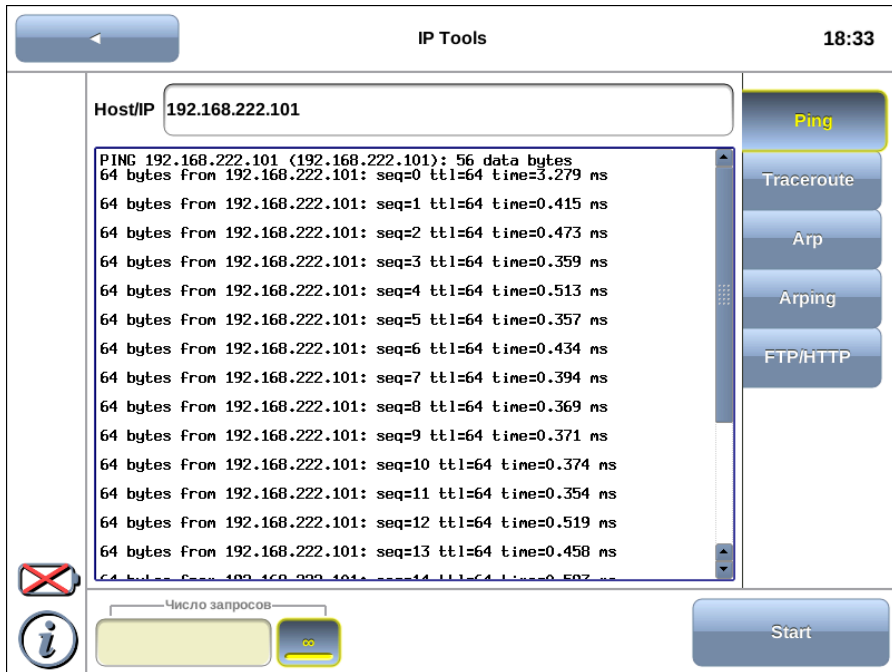 IP Tools
18:33
Host/IP 192.168.222.101
PING 192.168.222.101 (192.168.222.101): 56 data bytes
64 bytes from 192.168.222.101: seq=0 ttl=64 time=3.279 ms
64 bytes from 192.168.222.101: seq=1 ttl=64 time=0.415 ms
64 bytes from 192.168.222.101: seq=2 ttl=64 time=0.473 ms
64 bytes from 192.168.222.101: seq=3 ttl=64 time=0.359 ms
64 bytes from 192.168.222.101: seq=4 ttl=64 time=0.513 ms
64 bytes from 192.168.222.101: seq=5 ttl=64 time=0.357 ms
64 bytes from 192.168.222.101: seq=6 ttl=64 time=0.434 ms
64 bytes from 192.168.222.101: seq=7 ttl=64 time=0.394 ms
64 bytes from 192.168.222.101: seq=8 ttl=64 time=0.369 ms
64 bytes from 192.168.222.101: seq=9 ttl=64 time=0.371 ms
64 bytes from 192.168.222.101: seq=10 ttl=64 time=0.374 ms
64 bytes from 192.168.222.101: seq=11 ttl=64 time=0.354 ms
64 bytes from 192.168.222.101: seq=12 ttl=64 time=0.519 ms
64 bytes from 192.168.222.101: seq=13 ttl=64 time=0.458 ms
Ping
Traceroute
Arp
Arping
FTP/HTTP
Число запросов
∞
Start